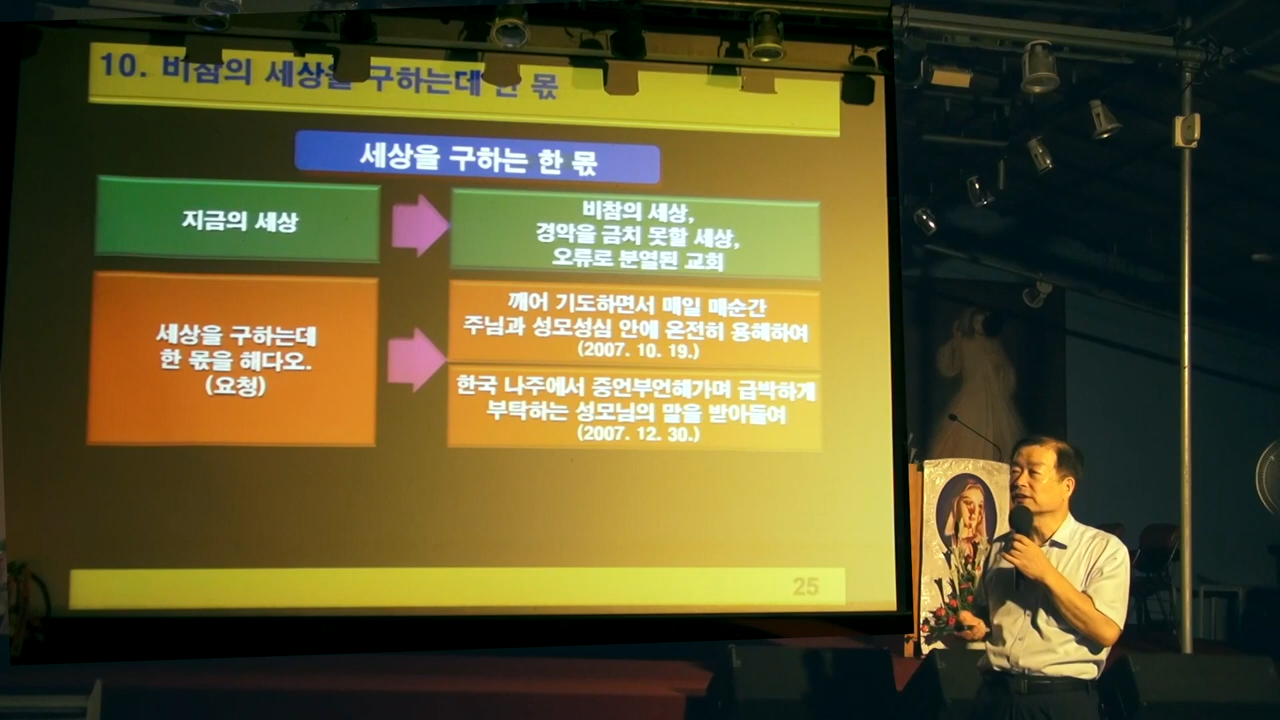 10. 비참의 세상을 구하는데 한 몫
세상을 구하는 한 몫
지금의 세상
비참의 세상,
경악을 금치 못할 세상,
오류로 분열된 교회
세상을 구하는데
한 몫을 해다오.
(요청)
깨어 기도하면서 매일 매순간
주님과 성모성심 안에 온전히 용해하여
(2007. 10. 19.)
한국 나주에서 중언부언해가며 급박하게
부탁하는 성모님의 말을 받아들여
(2007. 12. 30.)
25